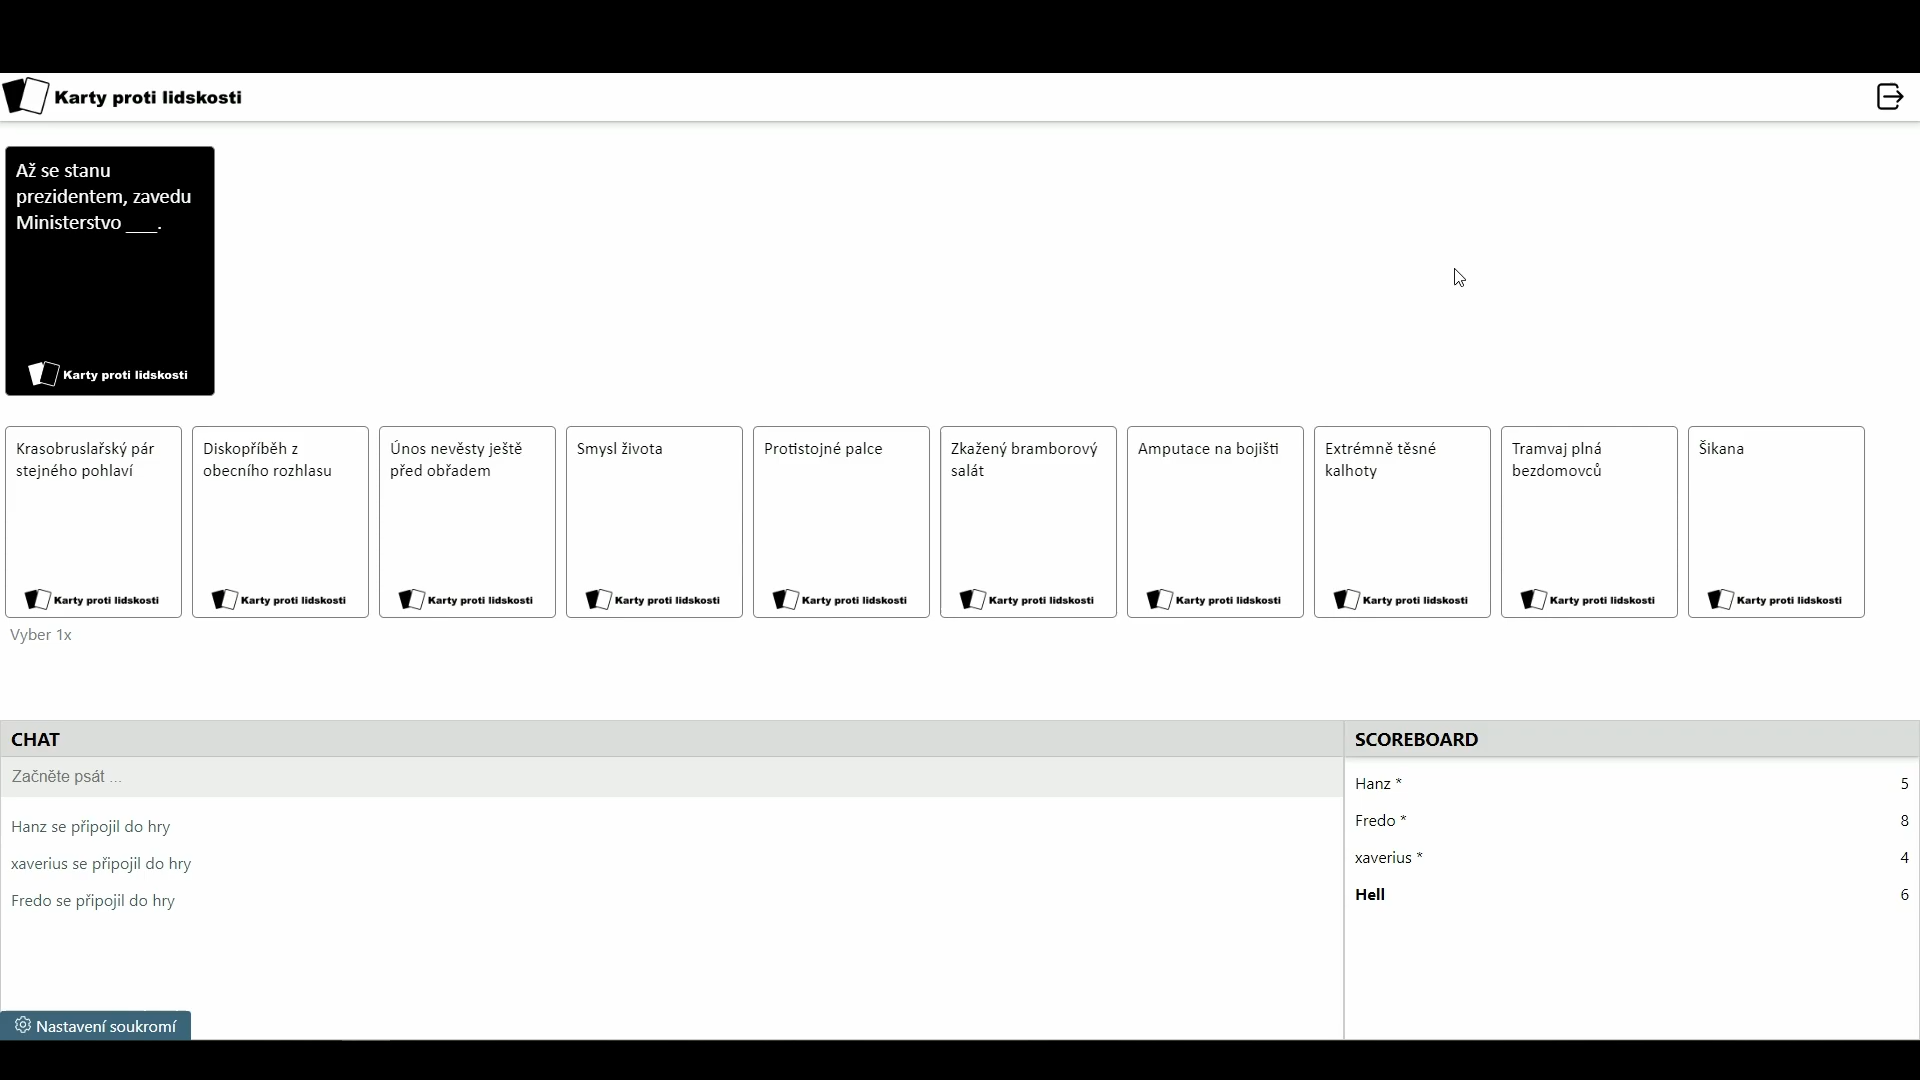 Karty proti lidskosti
Až se stanu
prezidentem, zavedu
Ministerstvo ___.
Karty proti lidskosti
Krasobruslařský pár
stejného pohlaví
Karty proti lidskosti
Diskopříběh z
obecního rozhlasu
Karty proti lidskosti
Únos nevěsty ještě
před obřadem
Karty proti lidskosti
Smysl života
Karty proti lidskosti
Protistojné palce
Karty proti lidskosti
Zkažený bramborový
salát
Karty proti lidskosti
Amputace na bojišti
Karty proti lidskosti
Extrémně těsné
kalhoty
Karty proti lidskosti
Tramvaj plná
bezdomovců
Karty proti lidskosti
Šikana
Karty proti lidskosti
Vyber 1x
CHAT
Začněte psát ...
Hanz se připojil do hry
xaverius se připojil do hry
Fredo se připojil do hry
Nastavení soukromí
SCOREBOARD
Hanz * 5
Fredo * 8
xaverius * 4
Hell 6